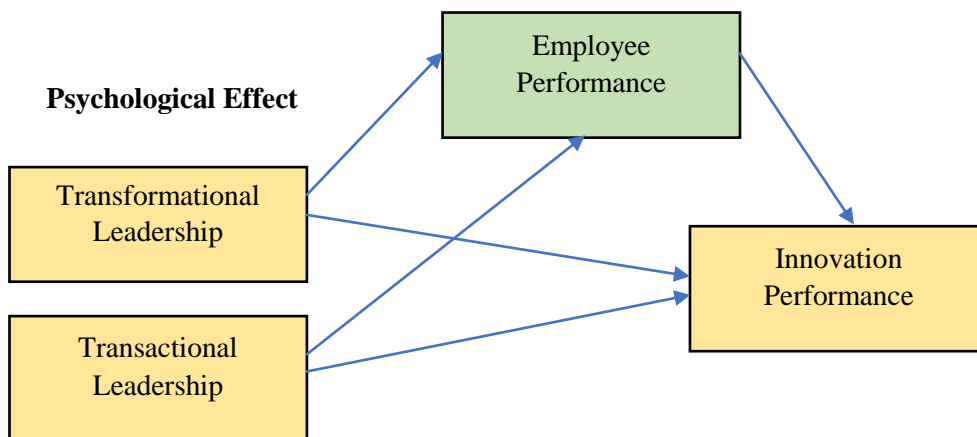 Employee
Performance
Psychological Effect
Transformational
Leadership
Innovation
Performance
Transactional
Leadership